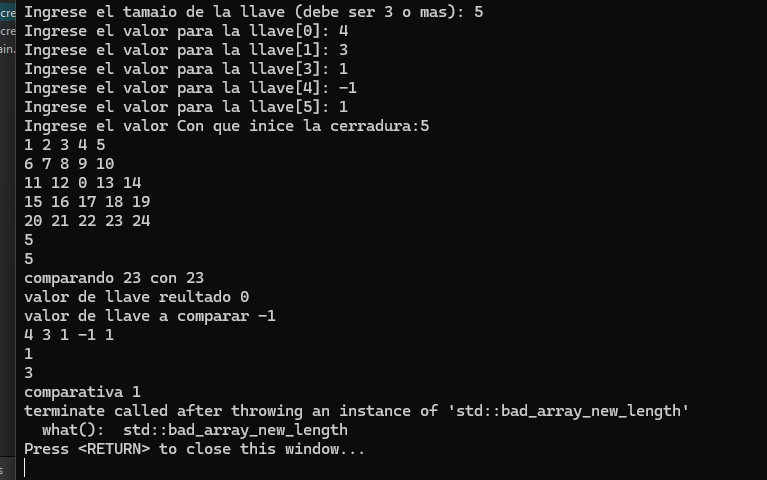 cre
cre
ain.
Ingrese el tamaio de la llave (debe ser 3 o mas): 5
Ingrese el valor para la llave[0]: 4
Ingrese el valor para la llave[1]: 3
Ingrese el valor para la llave[3]: 1
Ingrese el valor para la llave[4]: -1
Ingrese el valor para la llave[5]: 1
Ingrese el valor Con que inice la cerradura:5
1 2 3 4 5
6 7 8 9 10
11 12 0 13 14
15 16 17 18 19
20 21 22 23 24
5
5
comparando 23 con 23
valor de llave reultado 0
valor de llave a comparar -1
4 3 1 -1 1
1
3
comparativa 1
terminate called after throwing an instance of 'std::bad_array_new_length'
  what():  std::bad_array_new_length
Press <RETURN> to close this window...
s